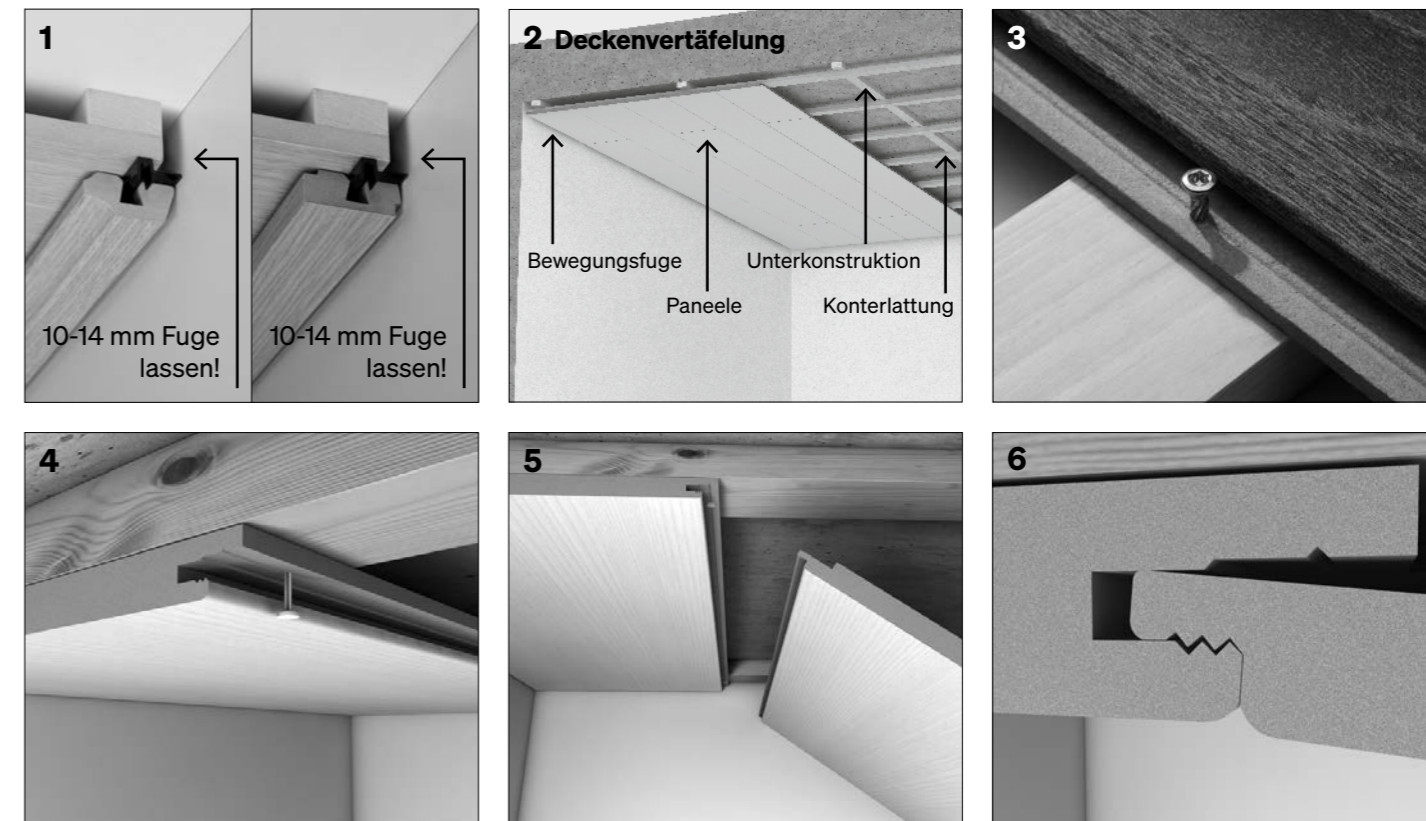 1
10-14 mm Fuge
lassen!
10-14 mm Fuge
lassen!
2 Deckenvertäfelung
Bewegungsfuge
Unterkonstruktion
Paneele
Konterlattung
3
4
5
6